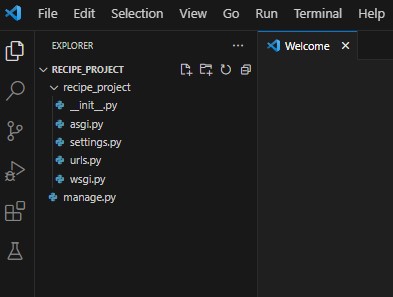 File Edit Selection View Go Run Terminal Help
EXPLORER ···
Welcome
RECIPE_PROJECT
recipe_project
__init__.py
asgi.py
settings.py
urls.py
wsgi.py
manage.py